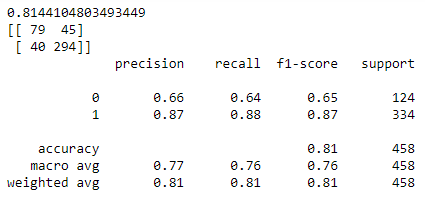 0.8144104803493449
[[ 79  45]
 [ 40 294]]
              precision    recall  f1-score   support

           0       0.66      0.64      0.65       124
           1       0.87      0.88      0.87       334

    accuracy                           0.81       458
   macro avg       0.77      0.76      0.76       458
weighted avg       0.81      0.81      0.81       458